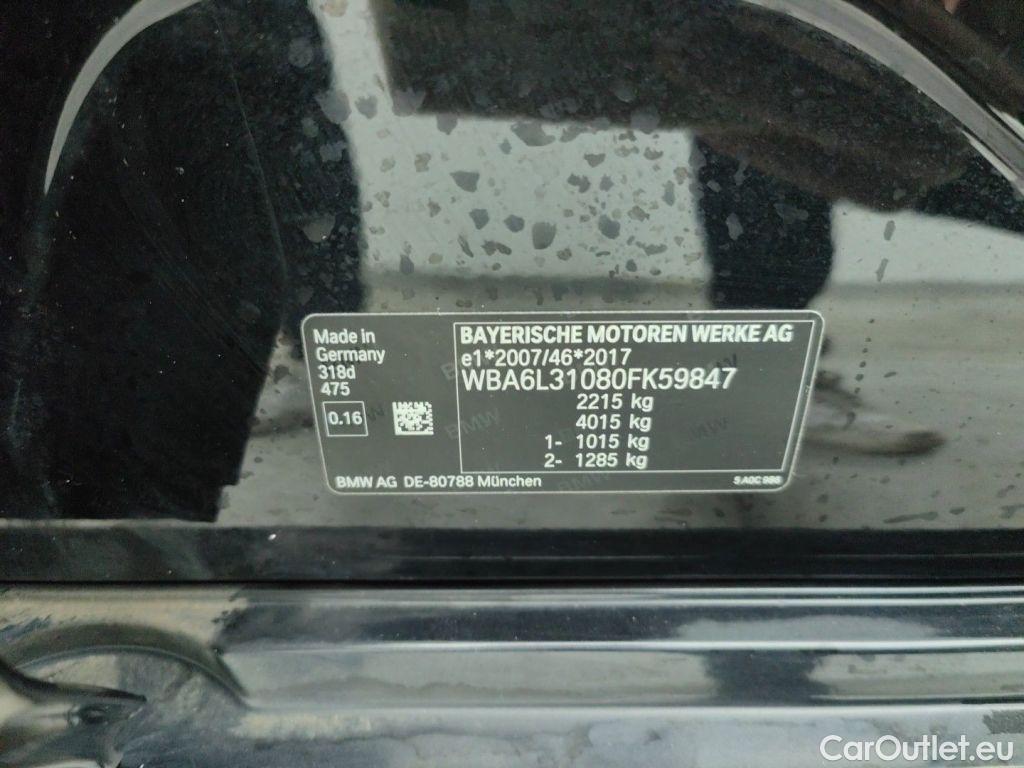 Made in
Germany
318d
475
0.16
BAYERISCHE MOTOREN WERKE AG
e1*2007/46*2017
WBA6L31080FK59847
2215 kg
4015 kg
1- 1015 kg
2- 1285 kg
BMW AG DE-80788 München
BMW
CarOutlet.eu